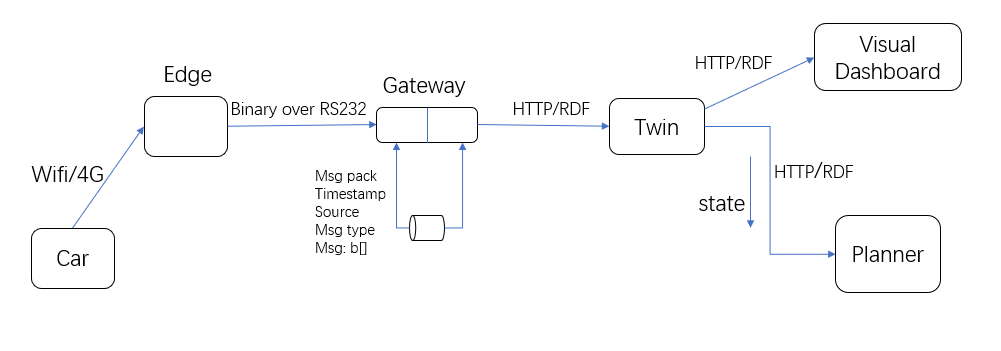 Visual
Dashboard
HTTP/RDF
Edge
Gateway
Binary over RS232
HTTP/RDF
Twin
Wifi/4G
Msg pack
Timestamp
Source
Msg type
Msg: b[]
HTTP/RDF
state
Car
Planner